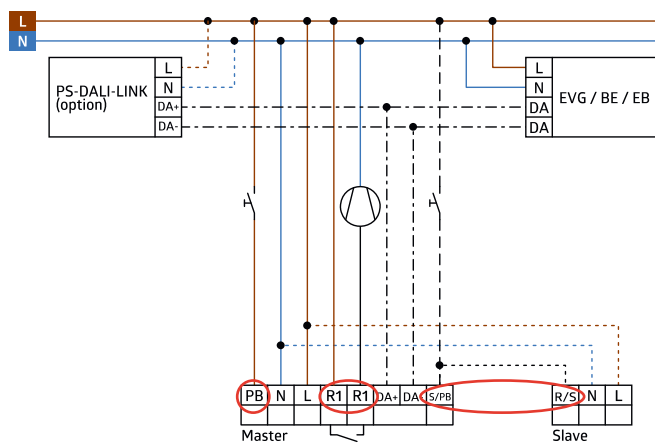 L
N
PS-DALI-LINK
(option)
L
N
DA+
DA-
L
N
DA
DA
EVG / BE / EB
PB N L R1 R1 DA+ DA- S/PB R/S N L
Master Slave